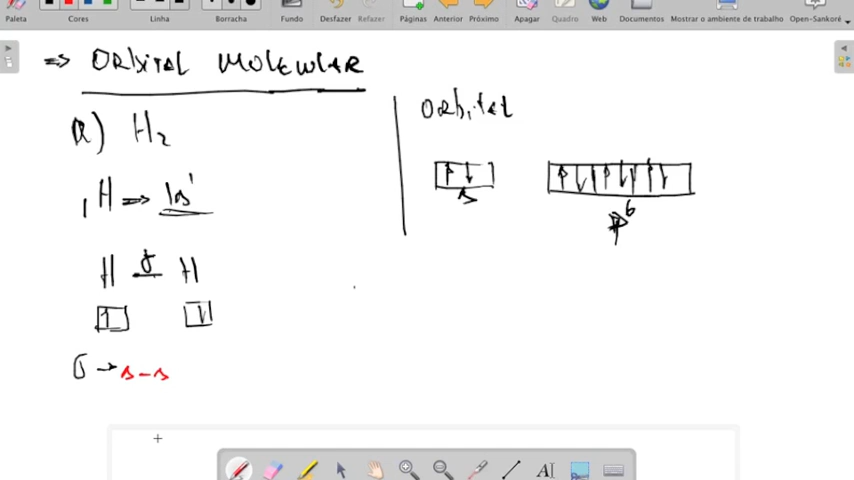 Paleta Cores Linha Borracha Fundo Desfazer Refazer Páginas Anterior Próximo Apagar Quadro Web Documentos Mostrar o ambiente de trabalho Open-Sankoré
⇒ Orbital Molecular
a) H₂
₁H ⇒ 1s¹
H σ H
↑ ↓
σ → s-s
Orbital
↑ ↓ ↑ ↓ ↑ ↓ ↑ ↓
s p⁶